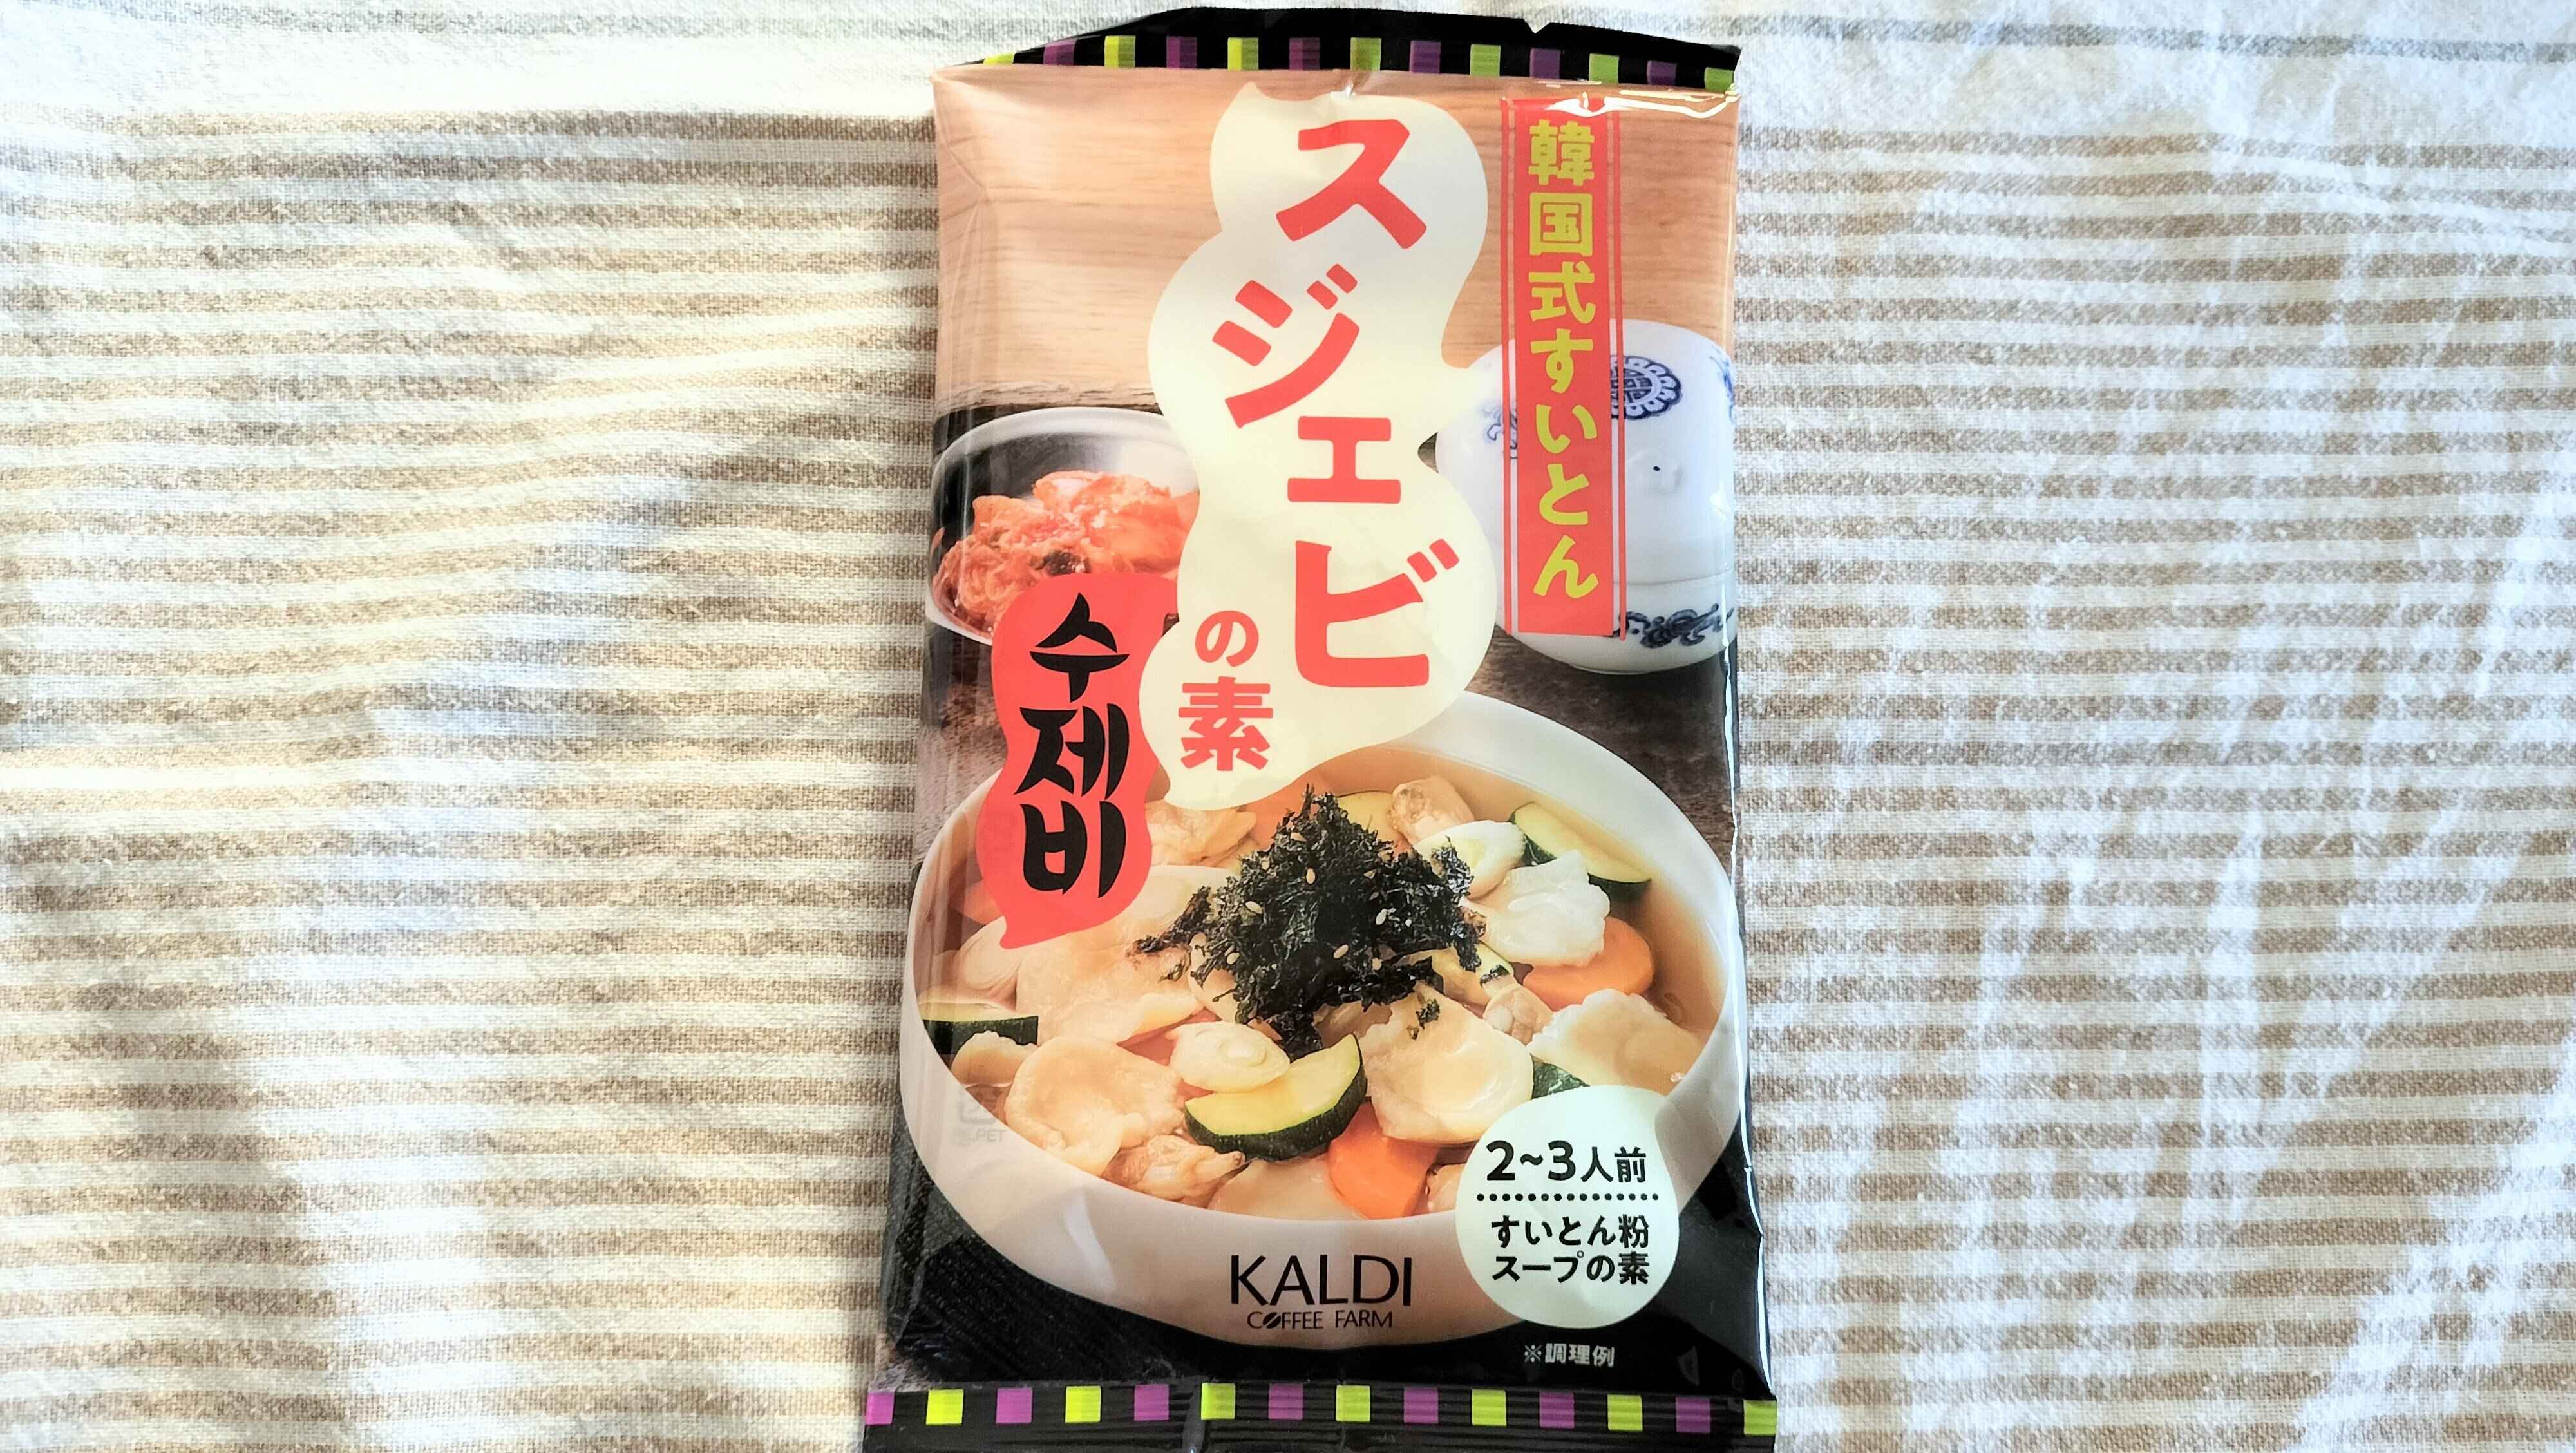 韓国式すいとん
スジェビ
の素
수제비
2~3人前
すいとん粉
スープの素
KALDI
COFFEE FARM
※調理例